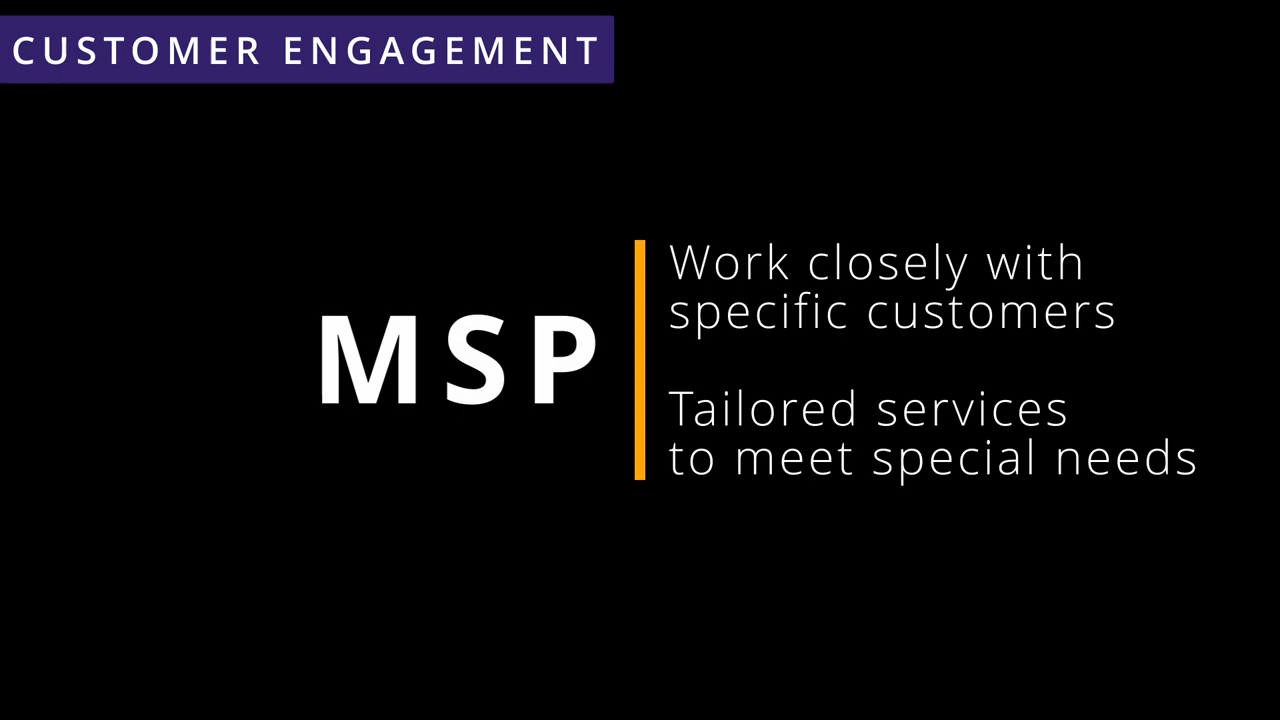 CUSTOMER ENGAGEMENT
MSP
Work closely with
specific customers
Tailored services
to meet special needs